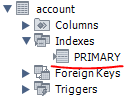 account
Columns
Indexes
PRIMARY
Foreign Keys
Triggers